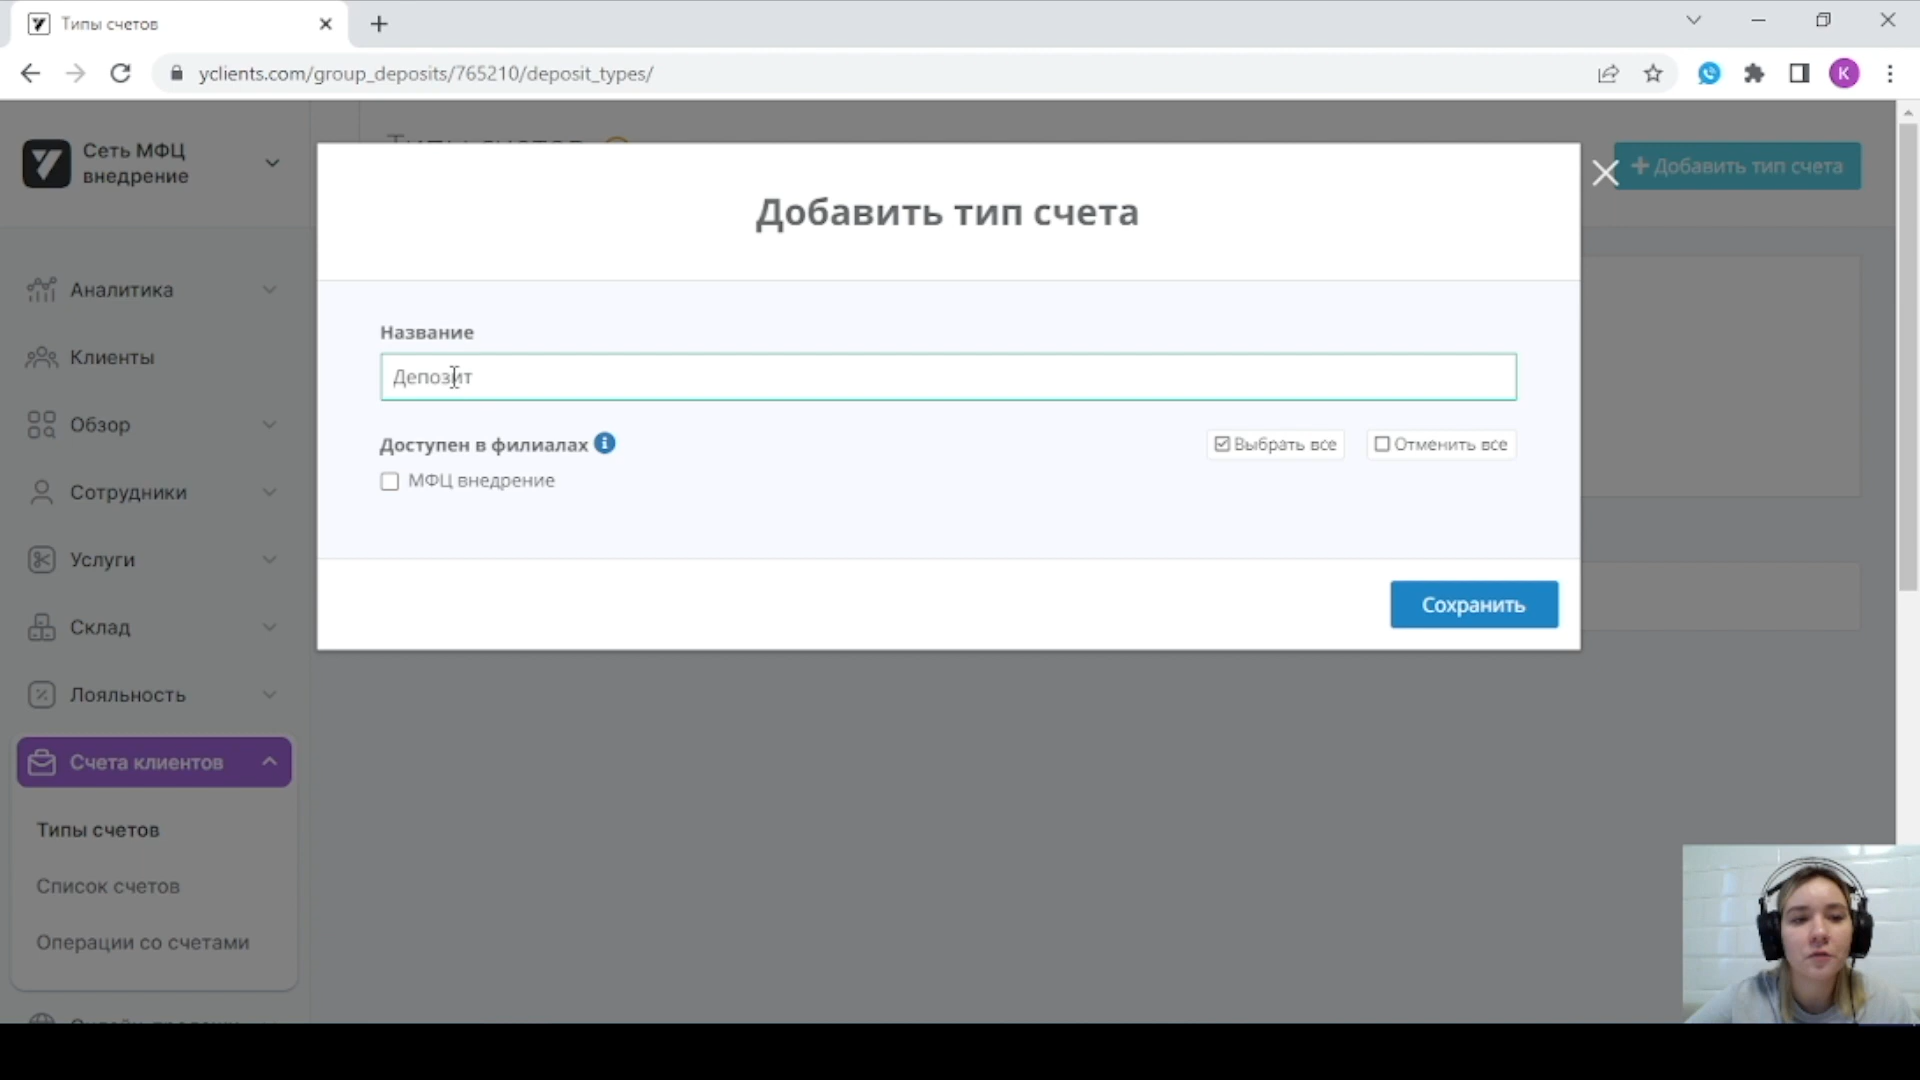 Типы счетов
yclients.com/group_deposits/765210/deposit_types/
K
Сеть МФЦ
внедрение
Типы счетов
+ Добавить тип счета
Добавить тип счета
Аналитика
Название
Клиенты
Депозит
Обзор
Доступен в филиалах
Выбрать все
Отменить все
МФЦ внедрение
Сотрудники
Услуги
Сохранить
Склад
Лояльность
Счета клиентов
Типы счетов
Список счетов
Операции со счетами